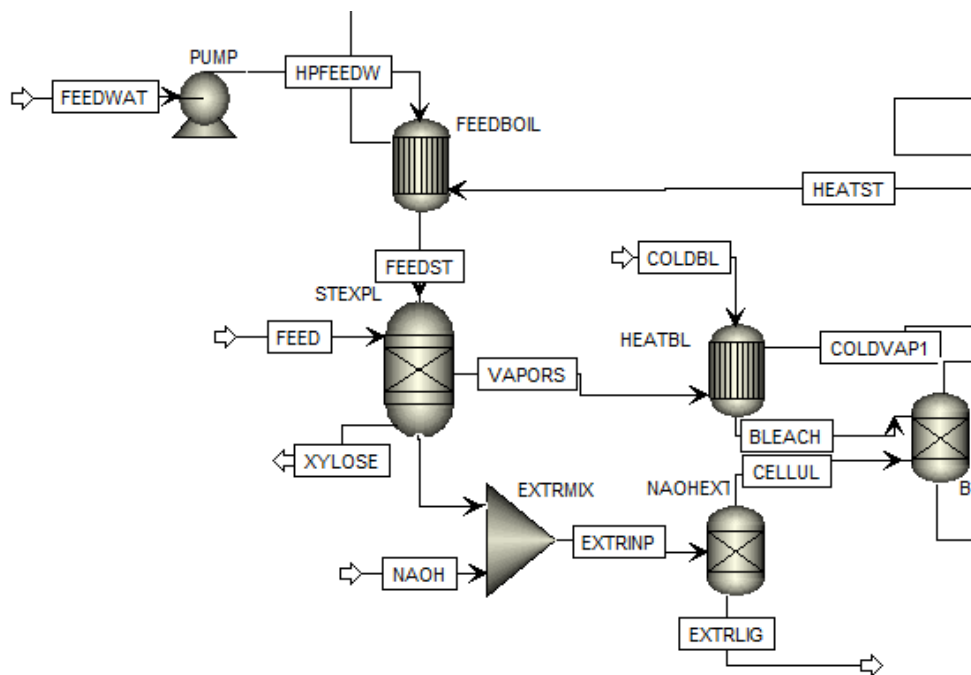 PUMP
HPFEEDW
FEEDWAT
FEEDBOIL
HEATST
COLDBL
FEEDST
STEXPL
FEED
HEATBL
COLDVAP1
VAPORS
BLEACH
XYLOSE
CELLUL
EXTRMIX
NAOHEXT
B
EXTRINP
NAOH
EXTRLIG